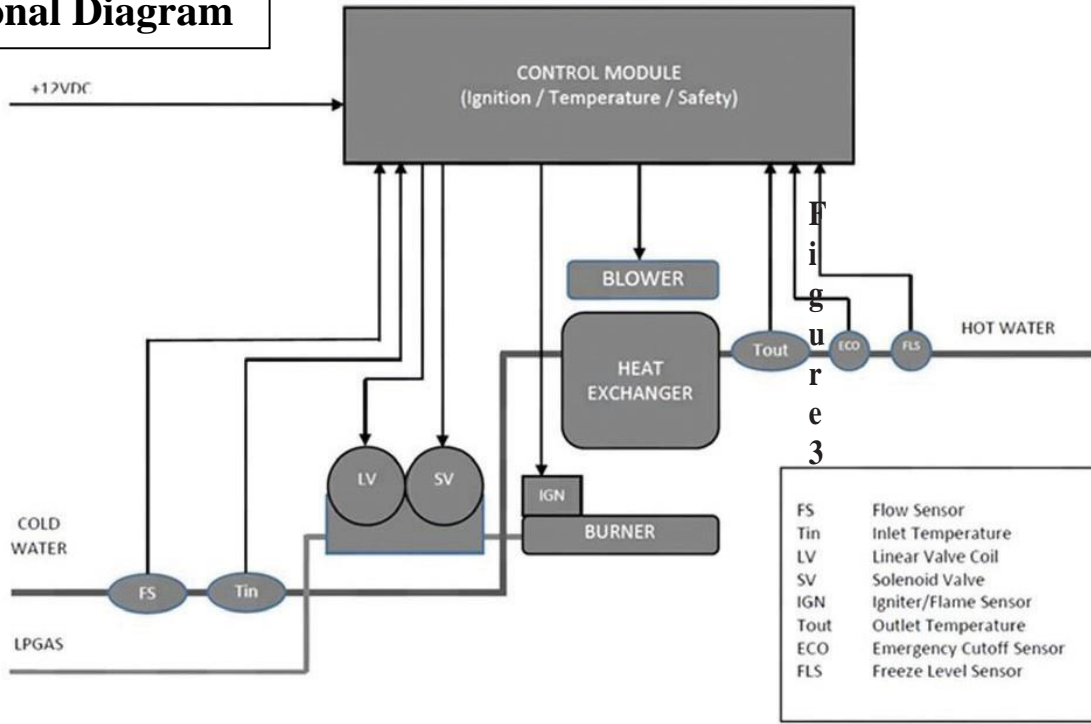 onal Diagram
+12VDC
CONTROL MODULE
(Ignition / Temperature / Safety)
BLOWER
HEAT
EXCHANGER
Tout
ECO
FLS
HOT WATER
Figure3
LV
SV
IGN
BURNER
COLD
WATER
FS
Tin
LPGAS
FS Flow Sensor
Tin Inlet Temperature
LV Linear Valve Coil
SV Solenoid Valve
IGN Igniter/Flame Sensor
Tout Outlet Temperature
ECO Emergency Cutoff Sensor
FLS Freeze Level Sensor